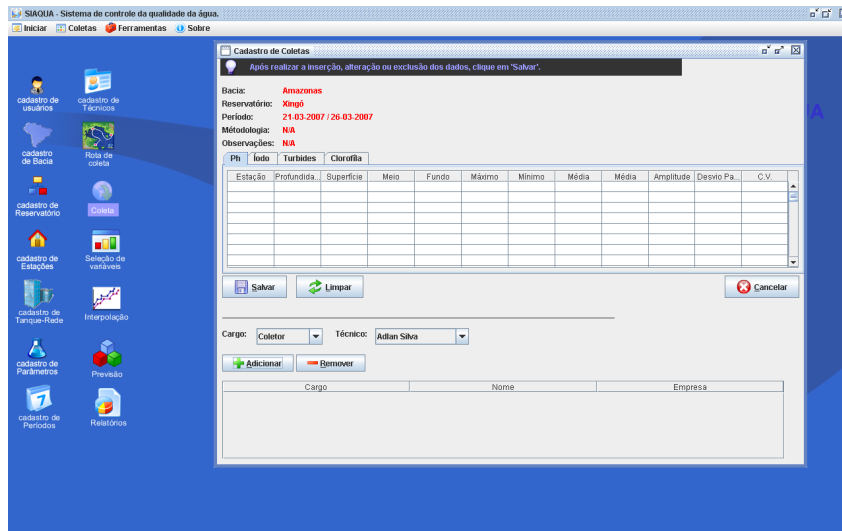 SIAQUA - Sistema de controle da qualidade da água.
Iniciar Coletas Ferramentas Sobre
Cadastro de Coletas
Após realizar a inserção, alteração ou exclusão dos dados, clique em 'Salvar'.
Bacia: Amazonas
Reservatório: Xingó
Período: 21-03-2007 / 26-03-2007
Métodologia: N/A
Observações: N/A
Ph Íodo Turbides Clorofila
Estação Profundida... Superfície Meio Fundo Máximo Mínimo Média Média Amplitude Desvio Pa... C.V.
Salvar Limpar Cancelar
Cargo: Coletor Técnico: Adlan Silva
Adicionar Remover
Cargo Nome Empresa
cadastro de
usuários
cadastro de
Técnicos
cadastro
de Bacia
Rota de
coleta
cadastro de
Reservatório
Coleta
cadastro de
Estações
Seleção de
variáveis
cadastro de
Tanque-Rede
Interpolação
cadastro de
Parâmetros
Previsão
7
cadastro de
Períodos
Relatórios